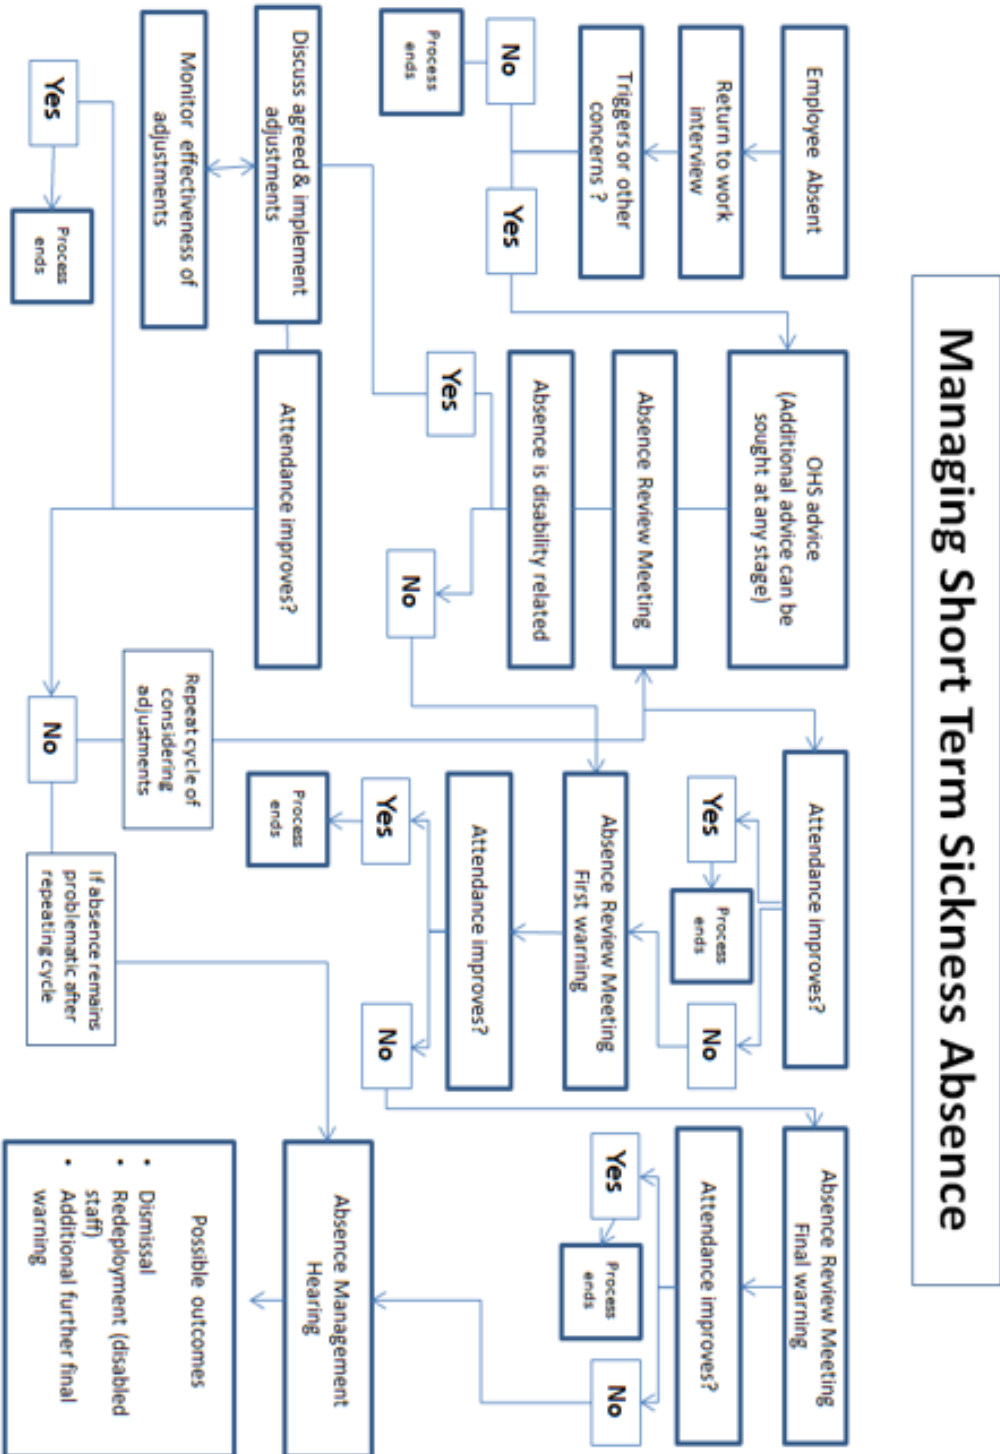 Managing Short Term Sickness Absence
Employee Absent
Return to work
interview
Triggers or other
concerns ?
No
Yes
Process
ends
Discuss agreed & implement
adjustments
Monitor effectiveness of
adjustments
Yes
Process
ends
OHS advice
(Additional advice can be
sought at any stage)
Absence Review Meeting
Absence is disability related
Yes
No
Attendance improves?
No
Repeat cycle of
considering
adjustments
If absence remains
problematic after
repeating cycle
Attendance improves?
Yes
Process
ends
No
Absence Review Meeting
First warning
Attendance improves?
Yes
No
Process
ends
Absence Review Meeting
Final warning
Attendance improves?
Yes
Process
ends
No
Absence Management
Hearing
Possible outcomes
• Dismissal
• Redeployment (disabled
staff)
• Additional further final
warning